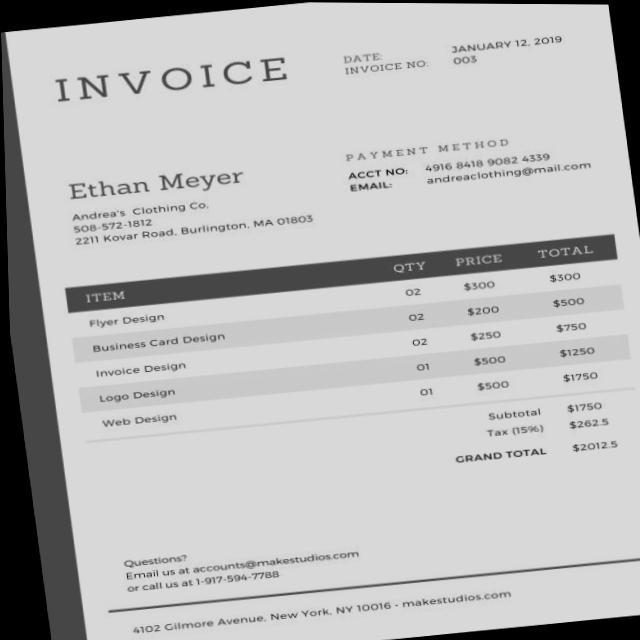 INVOICE
DATE: JANUARY 12, 2019
INVOICE NO: 003
PAYMENT METHOD
ACCT NO: 4916 8418 9082 4339
EMAIL: andreaclothing@mail.com
Ethan Meyer
Andrea's Clothing Co.
508-572-1812
2211 Kovar Road, Burlington, MA 01803
ITEM QTY PRICE TOTAL
Flyer Design 02 $300 $300
Business Card Design 02 $200 $500
Invoice Design 02 $250 $750
Logo Design 01 $500 $1250
Web Design 01 $500 $1750
Subtotal $1750
Tax (15%) $262.5
GRAND TOTAL $2012.5
Questions?
Email us at accounts@makestudios.com
or call us at 1-917-594-7788
4102 Gilmore Avenue, New York, NY 10016 - makestudios.com